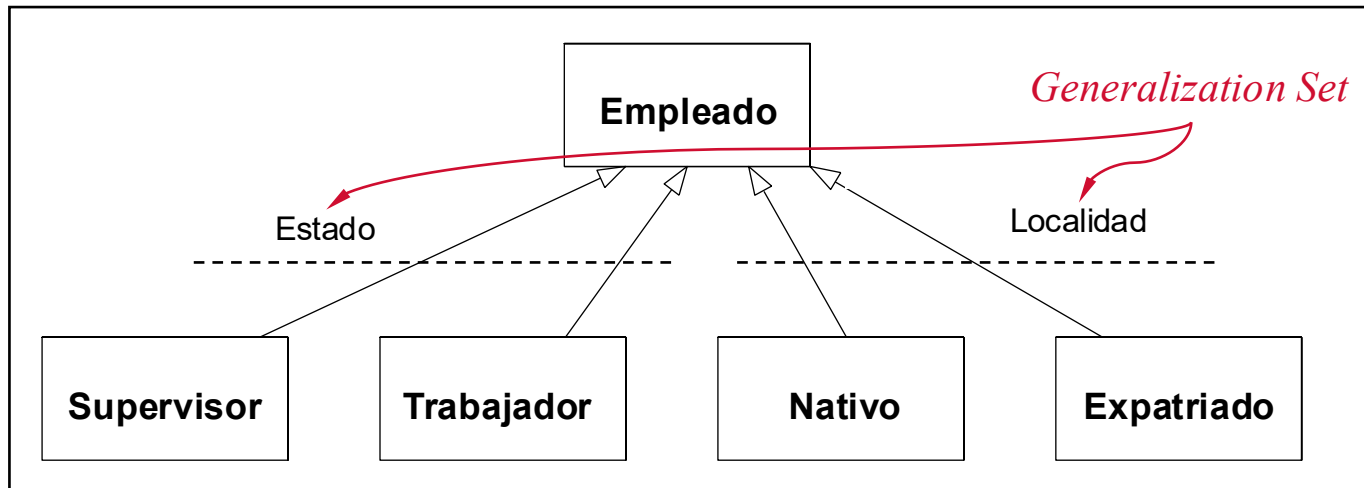 Empleado
Generalization Set
Estado
Localidad
Supervisor
Trabajador
Nativo
Expatriado